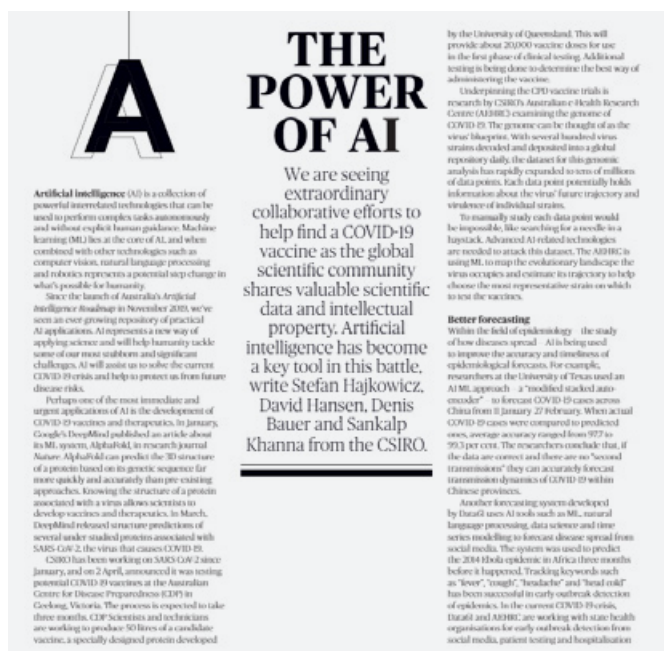 A
Artificial intelligence (AI) is a collection of
powerful interrelated technologies that can be
used to perform complex tasks autonomously
and without explicit human guidance. Machine
learning (ML) lies at the core of AI, and when
combined with other technologies such as
computer vision, natural language processing
and robotics represents a potential step change in
what's possible for humanity.
Since the launch of Australia's Artificial
Intelligence Roadmap in November 2019, we've
seen an ever growing repository of practical
AI applications. AI represents a new way of
applying science and will help humanity tackle
some of our most stubborn and significant
challenges. AI will assist us to solve the current
COVID-19 crisis and help to protect us from future
disease risks.
Perhaps one of the most immediate and
urgent applications of AI is the development of
COVID-19 vaccines and therapeutics. In January,
Google's DeepMind published an article about
its ML system, AlphaFold, in research journal
Nature. AlphaFold can predict the 3D structure
of a protein based on its genetic sequence far
more quickly and accurately than pre-existing
approaches. Knowing the structure of a protein
associated with a virus allows scientists to
develop vaccines and therapeutics. In March,
DeepMind released structure predictions of
several under-studied proteins associated with
SARS-CoV-2, the virus that causes COVID-19.
CSIRO has been working on SARS-CoV-2 since
January, and on 2 April, announced it was testing
potential COVID-19 vaccines at the Australian
Centre for Disease Preparedness (CDP) in
Geelong, Victoria. The process is expected to take
three months. CDP Scientists and technicians
are working to produce 50 litres of a candidate
vaccine, a specially designed protein developed
THE
POWER
OF AI
We are seeing
extraordinary
collaborative efforts to
help find a COVID-19
vaccine as the global
scientific community
shares valuable scientific
data and intellectual
property. Artificial
intelligence has become
a key tool in this battle,
write Stefan Hajkowicz,
David Hansen, Denis
Bauer and Sankalp
Khanna from the CSIRO.
by the University of Queensland. This will
provide about 20,000 vaccine doses for use
in the first phase of clinical testing. Additional
testing is being done to determine the best way of
administering the vaccine.
Underpinning the CPD vaccine trials is
research by CSIRO's Australian e-Health Research
Centre (AEHRC) examining the genome of
COVID-19. The genome can be thought of as the
virus' blueprint. With several hundred virus
strains decoded and deposited into a global
repository daily, the dataset for this genomic
analysis has rapidly expanded to tens of millions
of data points. Each data point potentially holds
information about the virus' future trajectory and
virulence of individual strains.
To manually study each data point would
be impossible, like searching for a needle in a
haystack. Advanced AI-related technologies
are needed to attack this dataset. The AEHRC is
using ML to map the evolutionary landscape the
virus occupies and estimate its trajectory to help
choose the most representative strain on which
to test the vaccines.
Better forecasting
Within the field of epidemiology – the study
of how diseases spread – AI is being used
to improve the accuracy and timeliness of
epidemiological forecasts. For example,
researchers at the University of Texas used an
AI/ML approach – a "modified stacked auto-
encoder" – to forecast COVID-19 cases across
China from 11 January-27 February. When actual
COVID-19 cases were compared to predicted
ones, average accuracy ranged from 97.7 to
99.3 per cent. The researchers conclude that, if
the data are correct and there are no "second
transmissions" they can accurately forecast
transmission dynamics of COVID-19 within
Chinese provinces.
Another forecasting system developed
by Data61 uses AI tools such as ML, natural
language processing, data science and time
series modelling to forecast disease spread from
social media. The system was used to predict
the 2014 Ebola epidemic in Africa three months
before it happened. Tracking keywords such
as "fever", "cough", "headache" and "head cold"
has been successful in early outbreak detection
of epidemics. In the current COVID-19 crisis,
Data61 and AEHRC are working with state health
organisations for early outbreak detection from
social media, patient testing and hospitalisation